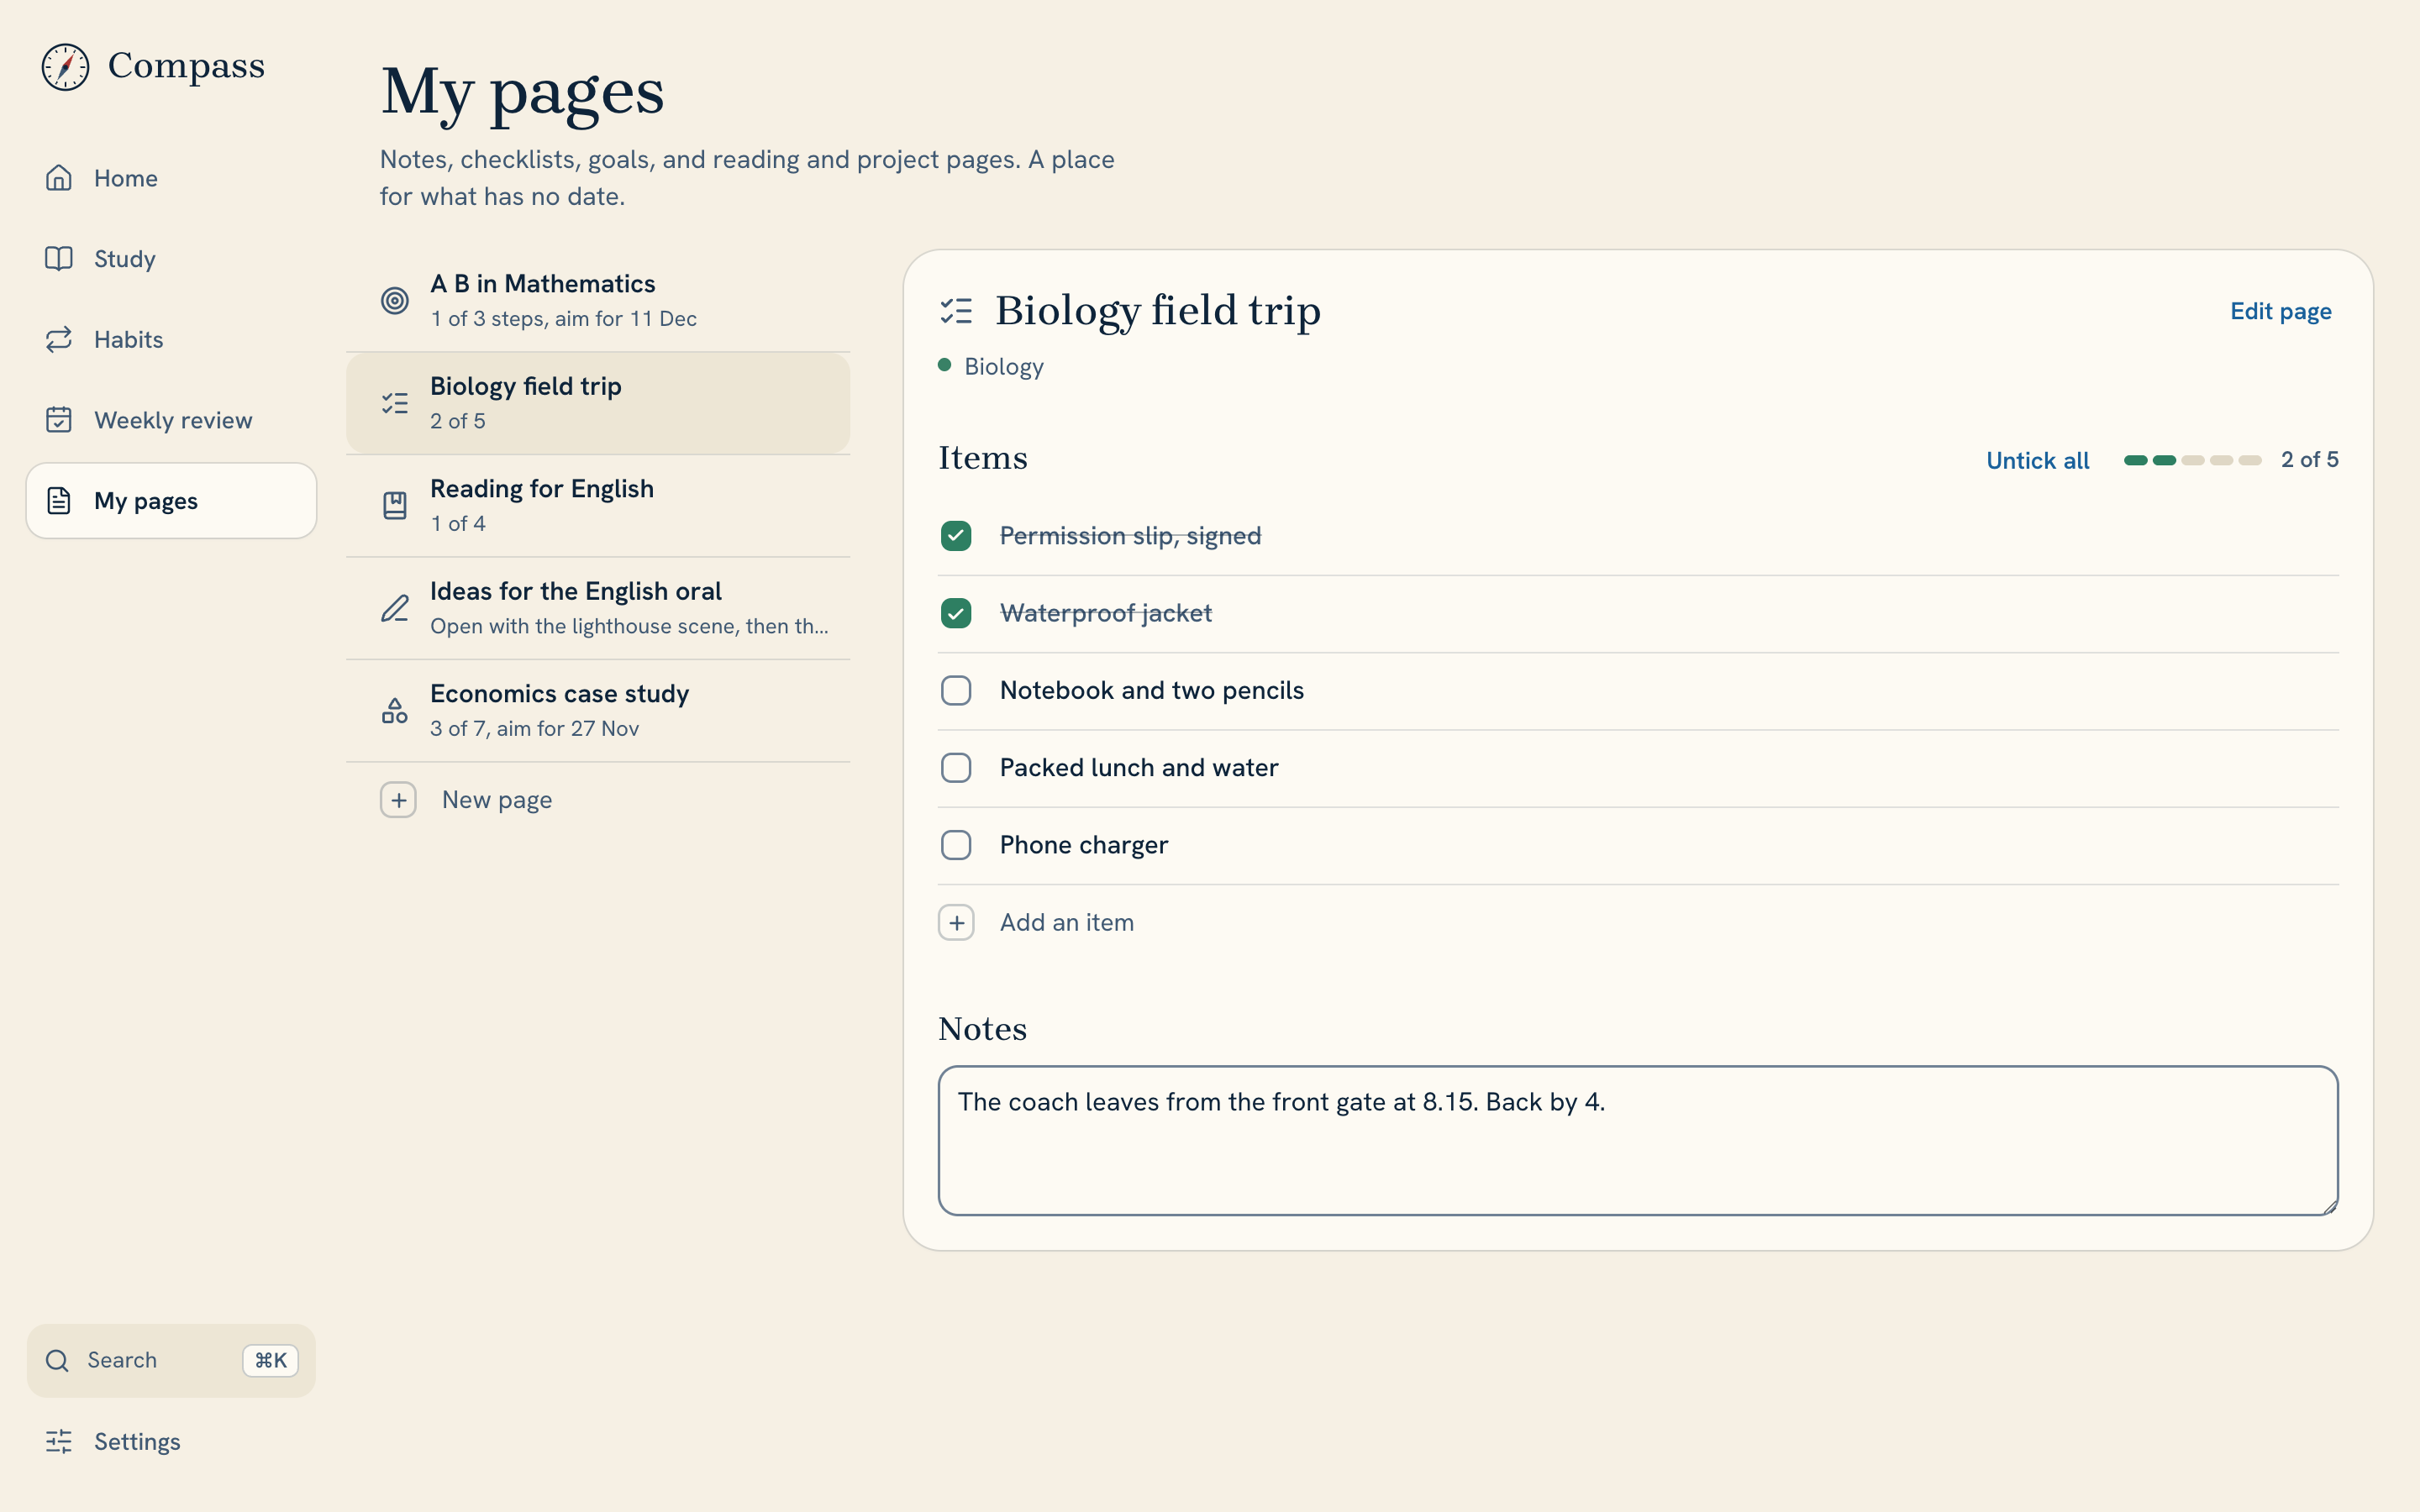 Compass
Home
Study
Habits
Weekly review
My pages
Search
⌘K
Settings
My pages
Notes, checklists, goals, and reading and project pages. A place
for what has no date.
A B in Mathematics
1 of 3 steps, aim for 11 Dec
Biology field trip
2 of 5
Reading for English
1 of 4
Ideas for the English oral
Open with the lighthouse scene, then th...
Economics case study
3 of 7, aim for 27 Nov
New page
Biology field trip
Edit page
Biology
Items
Untick all
2 of 5
Permission slip, signed
Waterproof jacket
Notebook and two pencils
Packed lunch and water
Phone charger
Add an item
Notes
The coach leaves from the front gate at 8.15. Back by 4.